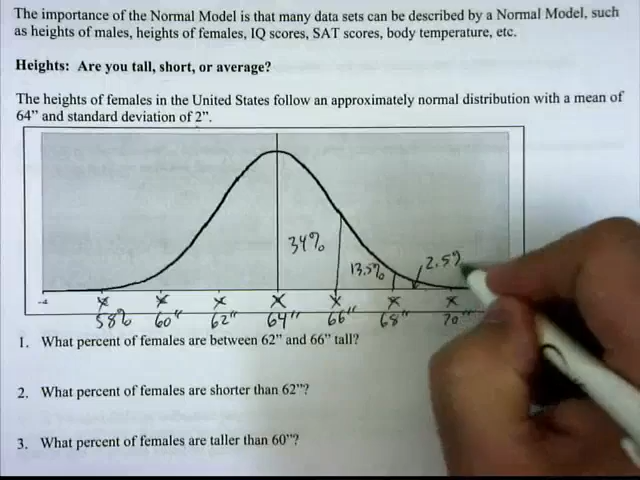 The importance of the Normal Model is that many data sets can be described by a Normal Model, such
as heights of males, heights of females, IQ scores, SAT scores, body temperature, etc.
Heights: Are you tall, short, or average?
The heights of females in the United States follow an approximately normal distribution with a mean of
64" and standard deviation of 2".
34%
13.5%
2.5%
-4
58% 60" 62" 64" 66" 68" 70"
1. What percent of females are between 62" and 66" tall?
2. What percent of females are shorter than 62"?
3. What percent of females are taller than 60"?